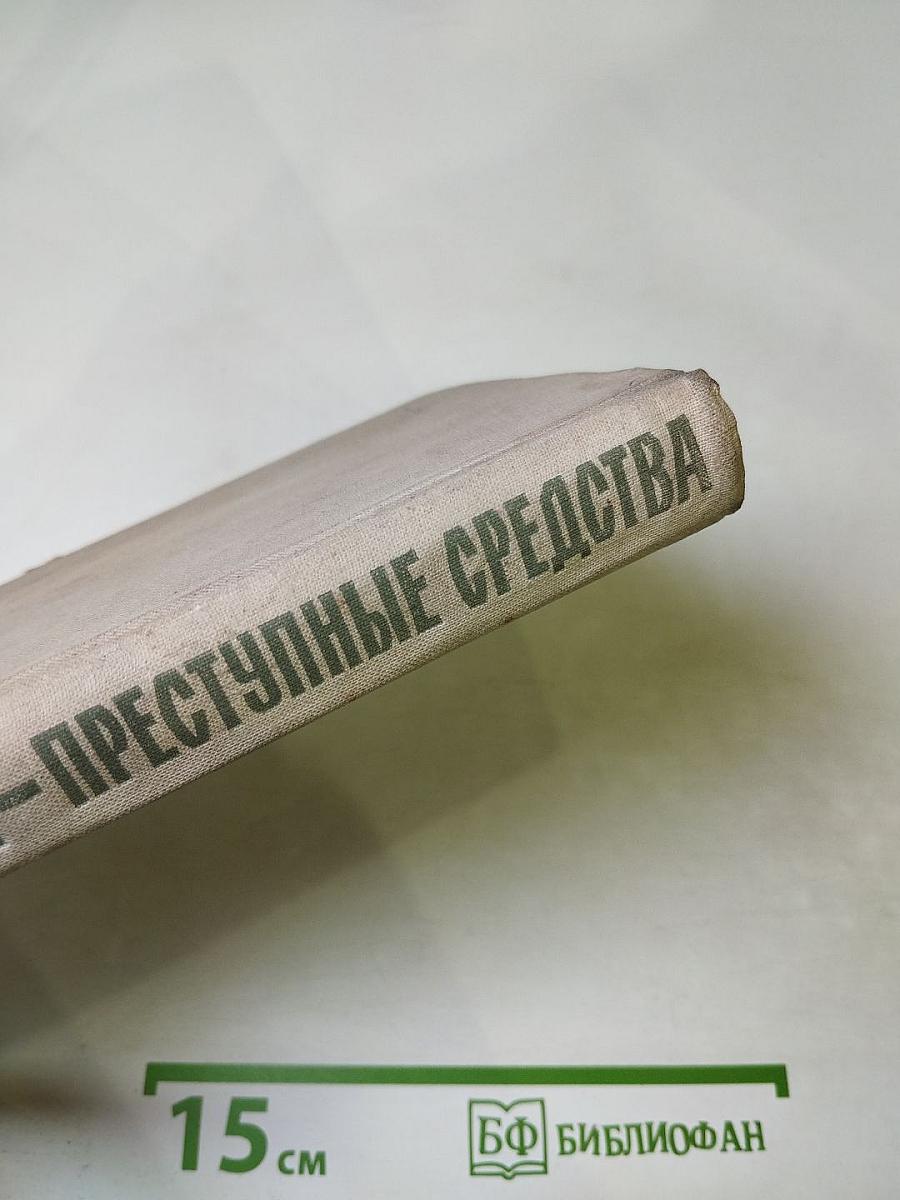 —ПРЕСТУПНЫЕ СРЕДСТВА
15 см
БФ БИБЛИОФАН